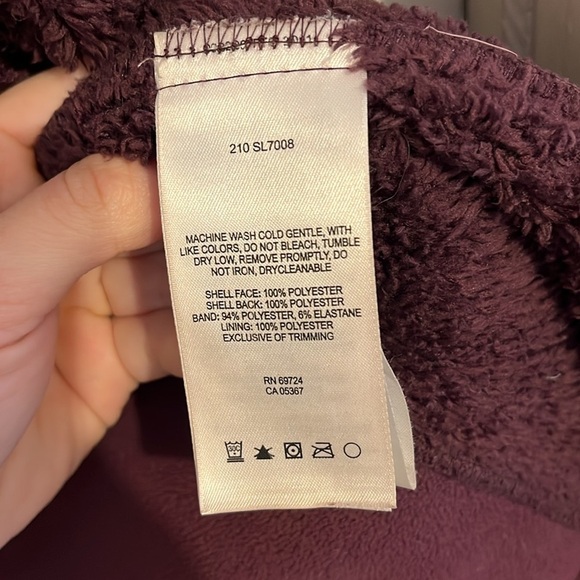 210 SL7008
MACHINE WASH COLD GENTLE, WITH
LIKE COLORS, DO NOT BLEACH, TUMBLE
DRY LOW, REMOVE PROMPTLY, DO
NOT IRON, DRYCLEANABLE
SHELL FACE: 100% POLYESTER
SHELL BACK: 100% POLYESTER
BAND: 94% POLYESTER, 6% ELASTANE
LINING: 100% POLYESTER
EXCLUSIVE OF TRIMMING
RN 69724
CA 05367
30C